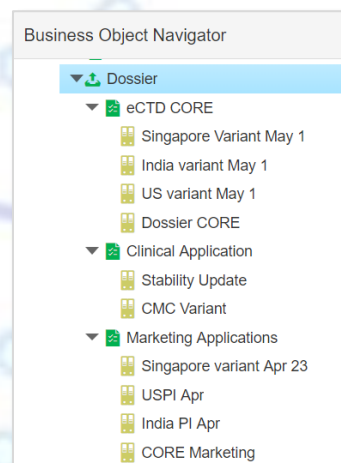 Business Object Navigator
Dossier
eCTD CORE
Singapore Variant May 1
India variant May 1
US variant May 1
Dossier CORE
Clinical Application
Stability Update
CMC Variant
Marketing Applications
Singapore variant Apr 23
USPI Apr
India PI Apr
CORE Marketing